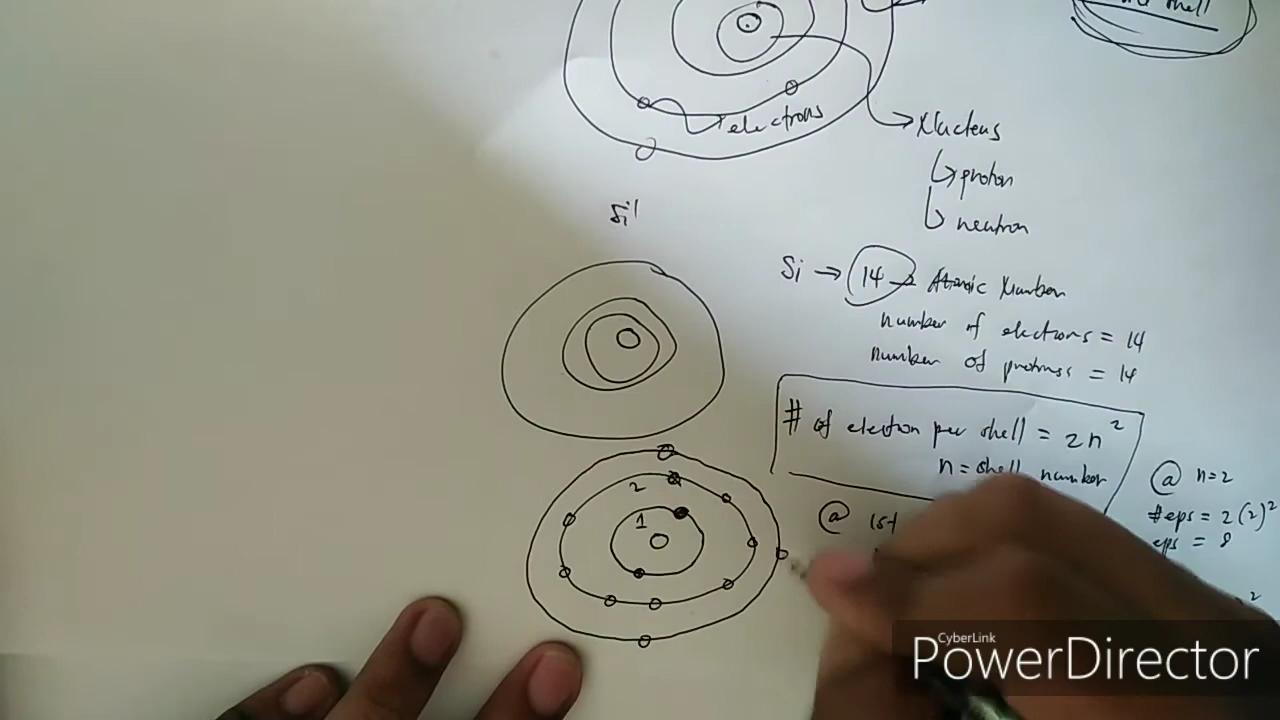 shell
electrons
Nucleus
proton
neutron
Si
Si → 14 → Atomic Number
number of electrons = 14
number of protons = 14
# of electron per shell = 2n²
n = shell number
@ 1st
@ n=2
#eps = 2(2)²
eps = 8
2
1
CyberLink
PowerDirector